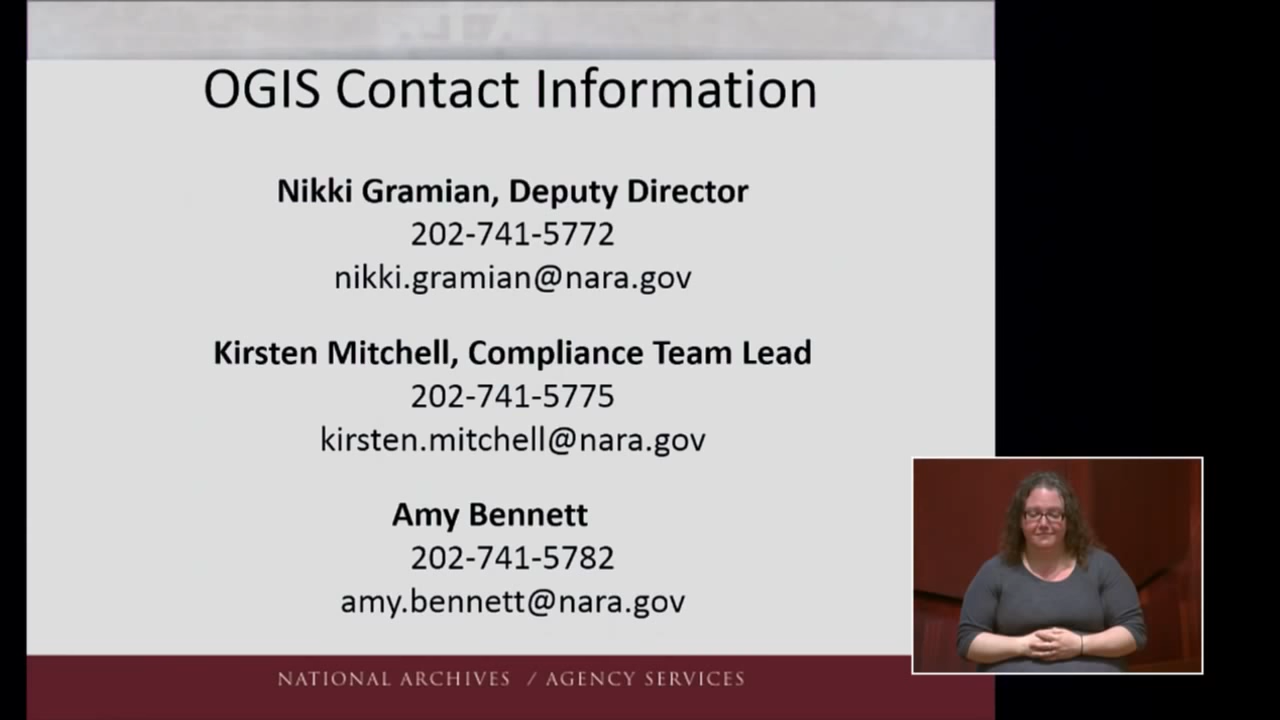 OGIS Contact Information
Nikki Gramian, Deputy Director
202-741-5772
nikki.gramian@nara.gov
Kirsten Mitchell, Compliance Team Lead
202-741-5775
kirsten.mitchell@nara.gov
Amy Bennett
202-741-5782
amy.bennett@nara.gov
NATIONAL ARCHIVES / AGENCY SERVICES